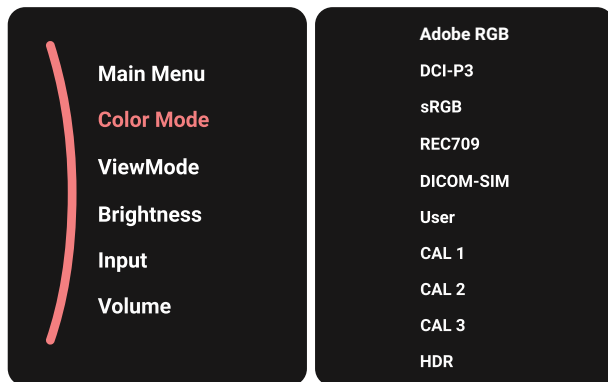 Main Menu
Color Mode
ViewMode
Brightness
Input
Volume
Adobe RGB
DCI-P3
sRGB
REC709
DICOM-SIM
User
CAL 1
CAL 2
CAL 3
HDR